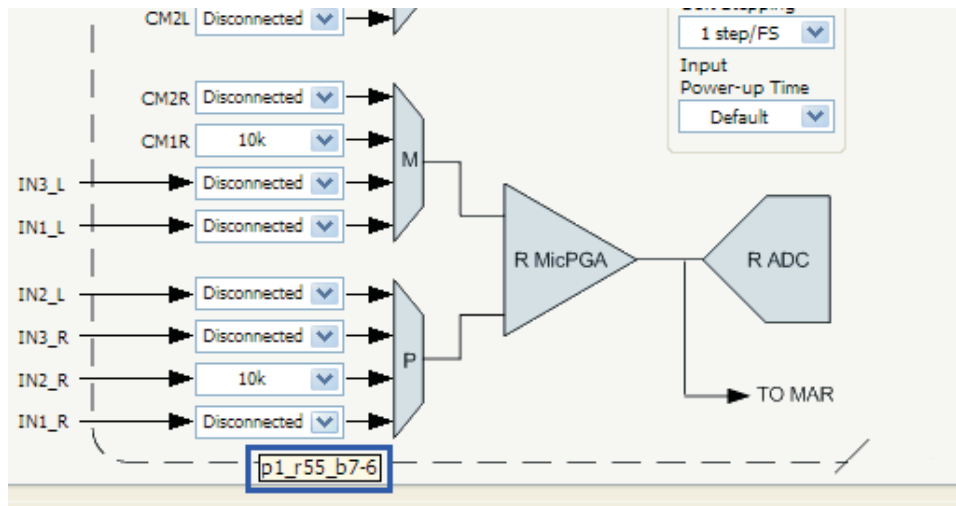 CM2L Disconnected
1 step/FS
Input
Power-up Time
Default
CM2R Disconnected
CM1R 10k
IN3_L Disconnected
IN1_L Disconnected
M
IN2_L Disconnected
IN3_R Disconnected
IN2_R 10k
IN1_R Disconnected
P
R MicPGA
R ADC
TO MAR
p1_r55_b7-6